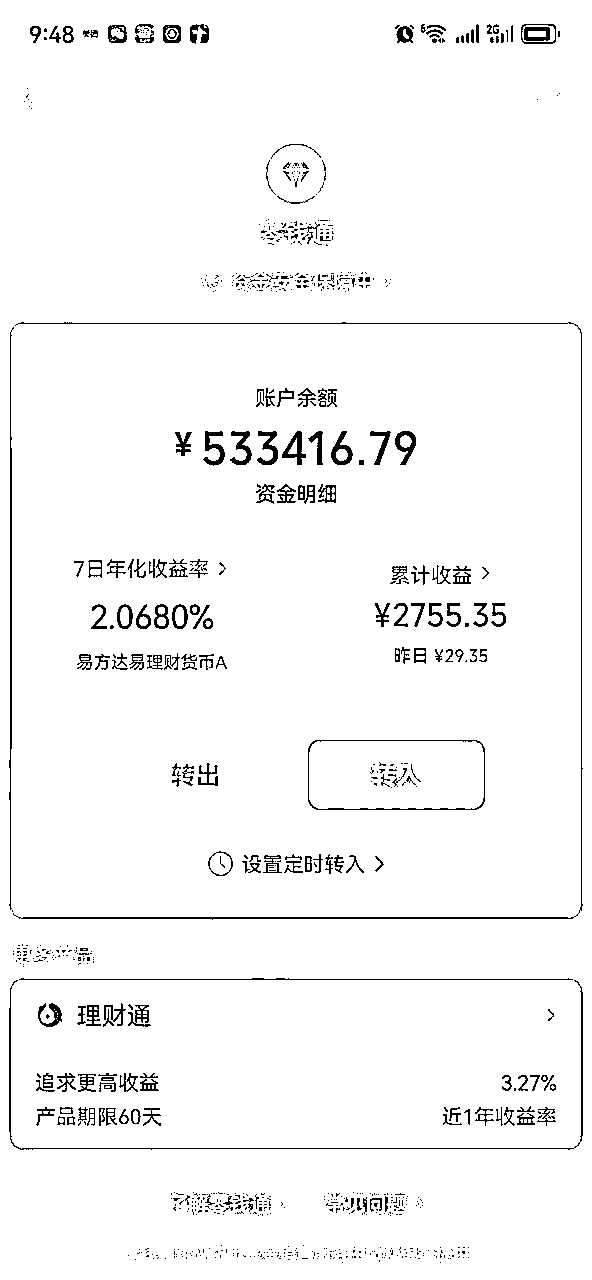 9:48 2G
零钱通
资金安全保障中
账户余额
¥533416.79
资金明细
7日年化收益率 累计收益
2.0680% ¥2755.35
易方达易理财货币A 昨日 ¥29.35
转出 转入
设置定时转入
更多产品
理财通
追求更高收益 3.27%
产品期限60天 近1年收益率
了解零钱通 常见问题